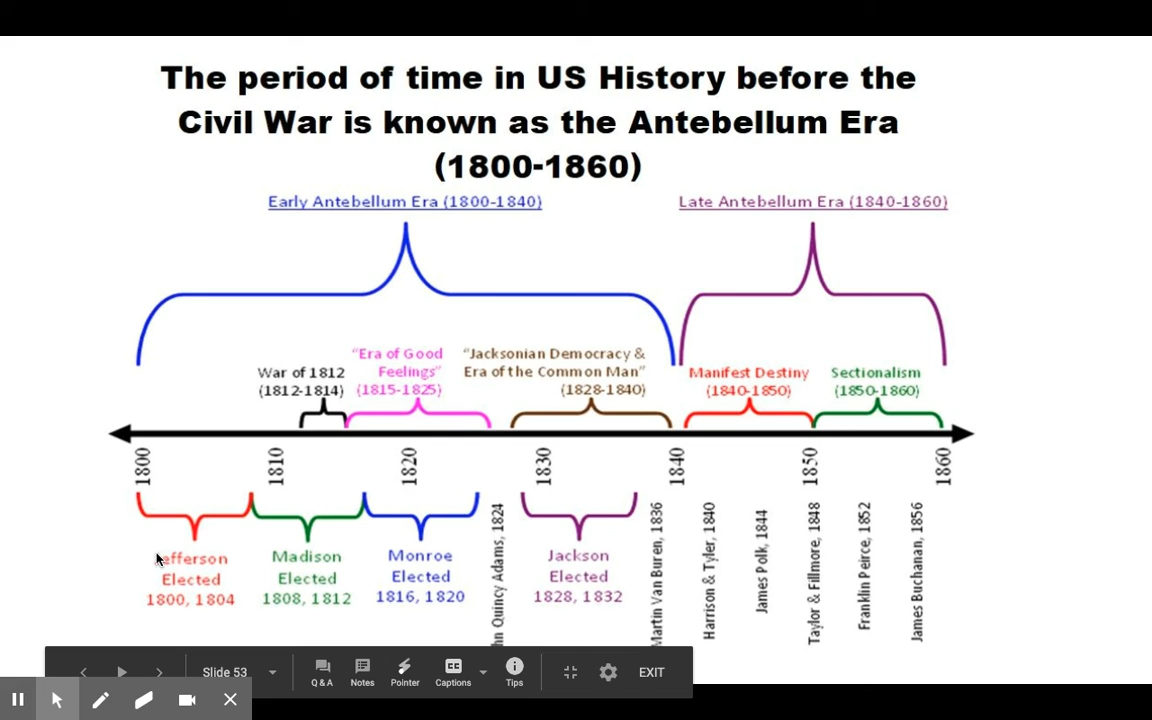 The period of time in US History before the
Civil War is known as the Antebellum Era
(1800-1860)
Early Antebellum Era (1800-1840)
Late Antebellum Era (1840-1860)
War of 1812
(1812-1814)
"Era of Good
Feelings"
(1815-1825)
"Jacksonian Democracy &
Era of the Common Man"
(1828-1840)
Manifest Destiny
(1840-1850)
Sectionalism
(1850-1860)
1800
1810
1820
1830
1840
1850
1860
efferson
Elected
1800, 1804
Madison
Elected
1808, 1812
Monroe
Elected
1816, 1820
hn Quincy Adams, 1824
Jackson
Elected
1828, 1832
Martin Van Buren, 1836
Harrison & Tyler, 1840
James Polk, 1844
Taylor & Fillmore, 1848
Franklin Peirce, 1852
James Buchanan, 1856
Slide 53
Q & A
Notes
Pointer
Captions
Tips
EXIT